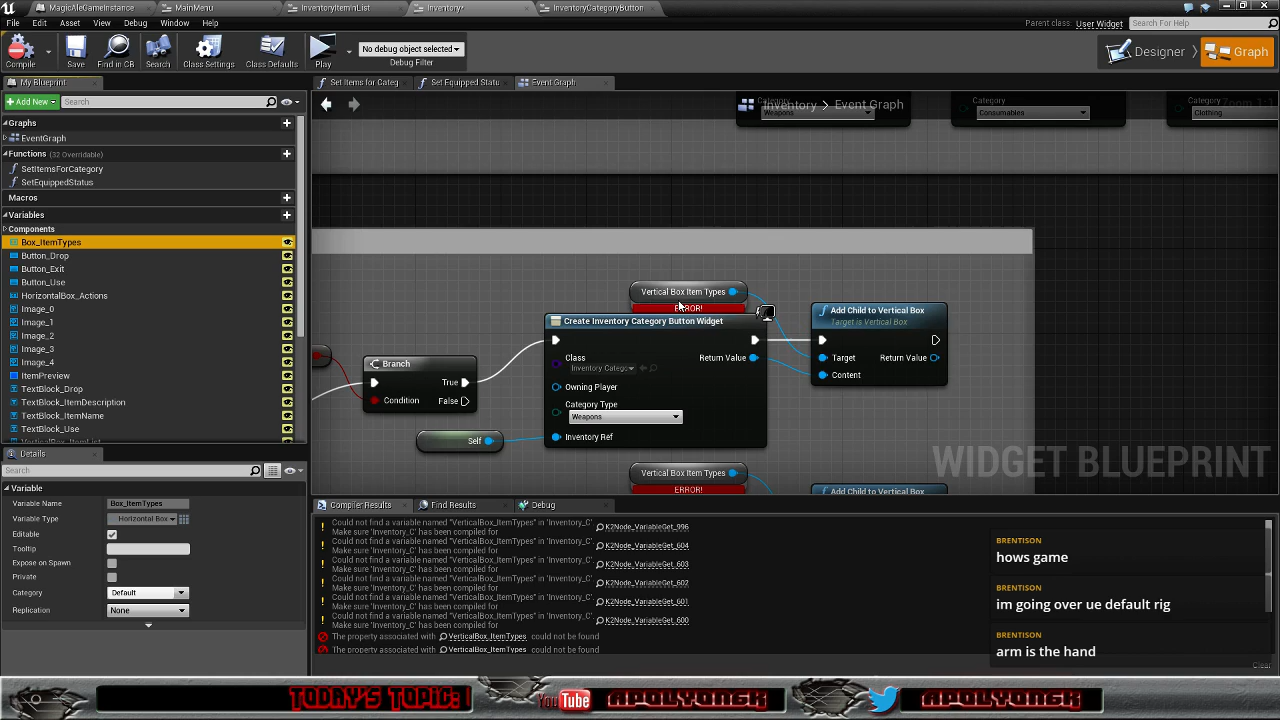 MagicAleGameInstance
MainMenu
InventoryItemInList
Inventory*
InventoryCategoryButton
File Edit Asset View Debug Window Help
Parent class: User Widget
Search For Help
Compile
Save
Find in CB
Search
Class Settings
Class Defaults
Play
No debug object selected
Debug Filter
Designer
Graph
My Blueprint
Set Items for Categ
Set Equipped Statu
Event Graph
Add New
Search
Inventory > Event Graph
Zoom 1:1
Category
Weapons
Category
Consumables
Category
Clothing
Graphs
EventGraph
Functions (32 Overridable)
SetItemsForCategory
SetEquippedStatus
Macros
Variables
Components
Box_ItemTypes
Button_Drop
Button_Exit
Button_Use
HorizontalBox_Actions
Image_0
Image_1
Image_2
Image_3
Image_4
ItemPreview
TextBlock_Drop
TextBlock_ItemDescription
TextBlock_ItemName
TextBlock_Use
VerticalBox_ItemList
Vertical Box Item Types
ERROR!
Create Inventory Category Button Widget
Class
Inventory Catego
Return Value
Owning Player
Category Type
Weapons
Inventory Ref
Branch
True
Condition
False
Self
Add Child to Vertical Box
Target is Vertical Box
Target
Return Value
Content
Vertical Box Item Types
ERROR!
Add Child to Vertical Box
WIDGET BLUEPRINT
Details
Search
Variable
Variable Name Box_ItemTypes
Variable Type Horizontal Box
Editable
Tooltip
Expose on Spawn
Private
Category Default
Replication None
Compiler Results
Find Results
Debug
Could not find a variable named "VerticalBox_ItemTypes" in 'Inventory_C'.
Make sure 'Inventory_C' has been compiled for K2Node_VariableGet_996
Could not find a variable named "VerticalBox_ItemTypes" in 'Inventory_C'.
Make sure 'Inventory_C' has been compiled for K2Node_VariableGet_604
Could not find a variable named "VerticalBox_ItemTypes" in 'Inventory_C'.
Make sure 'Inventory_C' has been compiled for K2Node_VariableGet_603
Could not find a variable named "VerticalBox_ItemTypes" in 'Inventory_C'.
Make sure 'Inventory_C' has been compiled for K2Node_VariableGet_602
Could not find a variable named "VerticalBox_ItemTypes" in 'Inventory_C'.
Make sure 'Inventory_C' has been compiled for K2Node_VariableGet_601
Could not find a variable named "VerticalBox_ItemTypes" in 'Inventory_C'.
Make sure 'Inventory_C' has been compiled for K2Node_VariableGet_600
The property associated with VerticalBox_ItemTypes could not be found
The property associated with VerticalBox_ItemTypes could not be found
BRENTISON
hows game
BRENTISON
im going over ue default rig
BRENTISON
arm is the hand
Clear
TODAY'S TOPIC:
YouTube
APOLYONGK
APOLYONGK